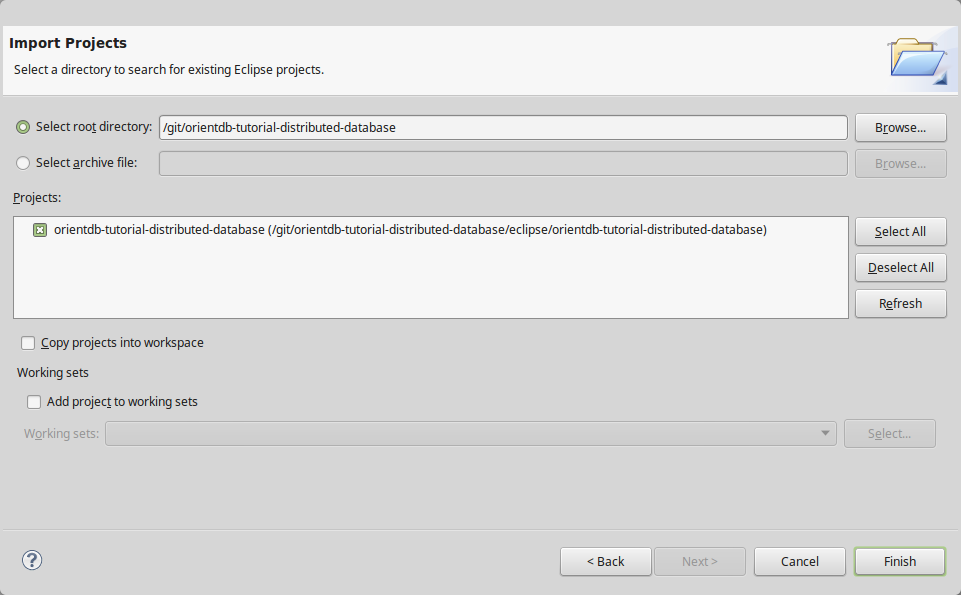 Import Projects
Select a directory to search for existing Eclipse projects.
Select root directory: /git/orientdb-tutorial-distributed-database Browse...
Select archive file: Browse...
Projects:
orientdb-tutorial-distributed-database (/git/orientdb-tutorial-distributed-database/eclipse/orientdb-tutorial-distributed-database)
Select All
Deselect All
Refresh
Copy projects into workspace
Working sets
Add project to working sets
Working sets: Select...
? < Back Next > Cancel Finish